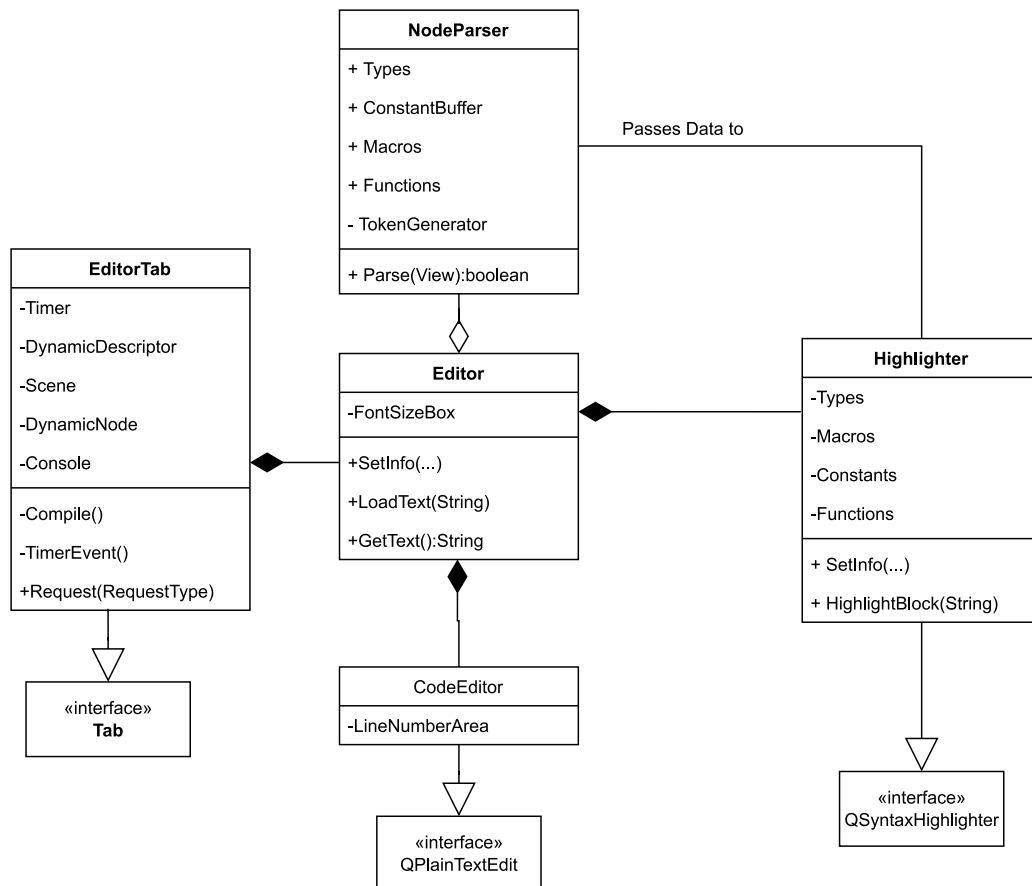 NodeParser
+ Types
+ ConstantBuffer
+ Macros
+ Functions
- TokenGenerator
+ Parse(View):boolean
Passes Data to
EditorTab
-Timer
-DynamicDescriptor
-Scene
-DynamicNode
-Console
-Compile()
-TimerEvent()
+Request(RequestType)
«interface»
Tab
Editor
-FontSizeBox
+SetInfo(...)
+LoadText(String)
+GetText():String
CodeEditor
-LineNumberArea
«interface»
QPlainTextEdit
Highlighter
-Types
-Macros
-Constants
-Functions
+ SetInfo(...)
+ HighlightBlock(String)
«interface»
QSyntaxHighlighter